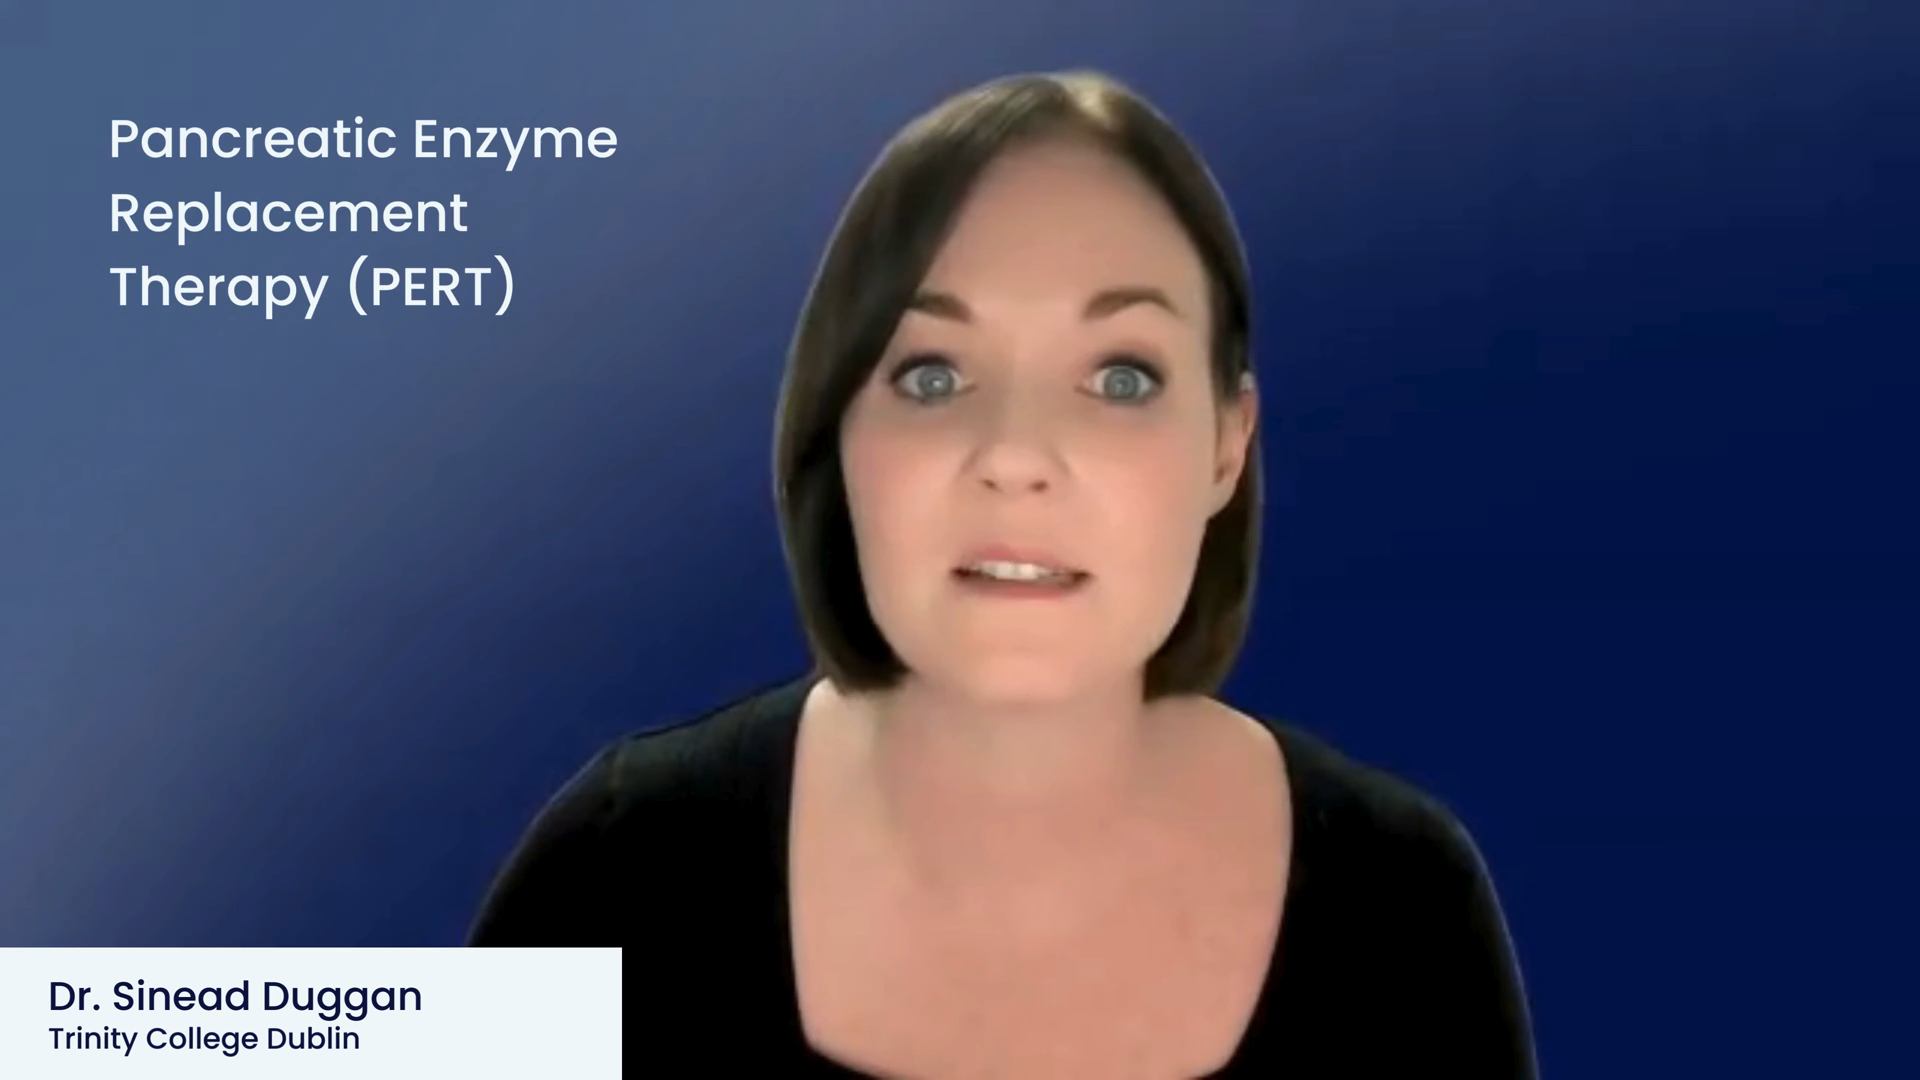 Pancreatic Enzyme
Replacement
Therapy (PERT)
Dr. Sinead Duggan
Trinity College Dublin